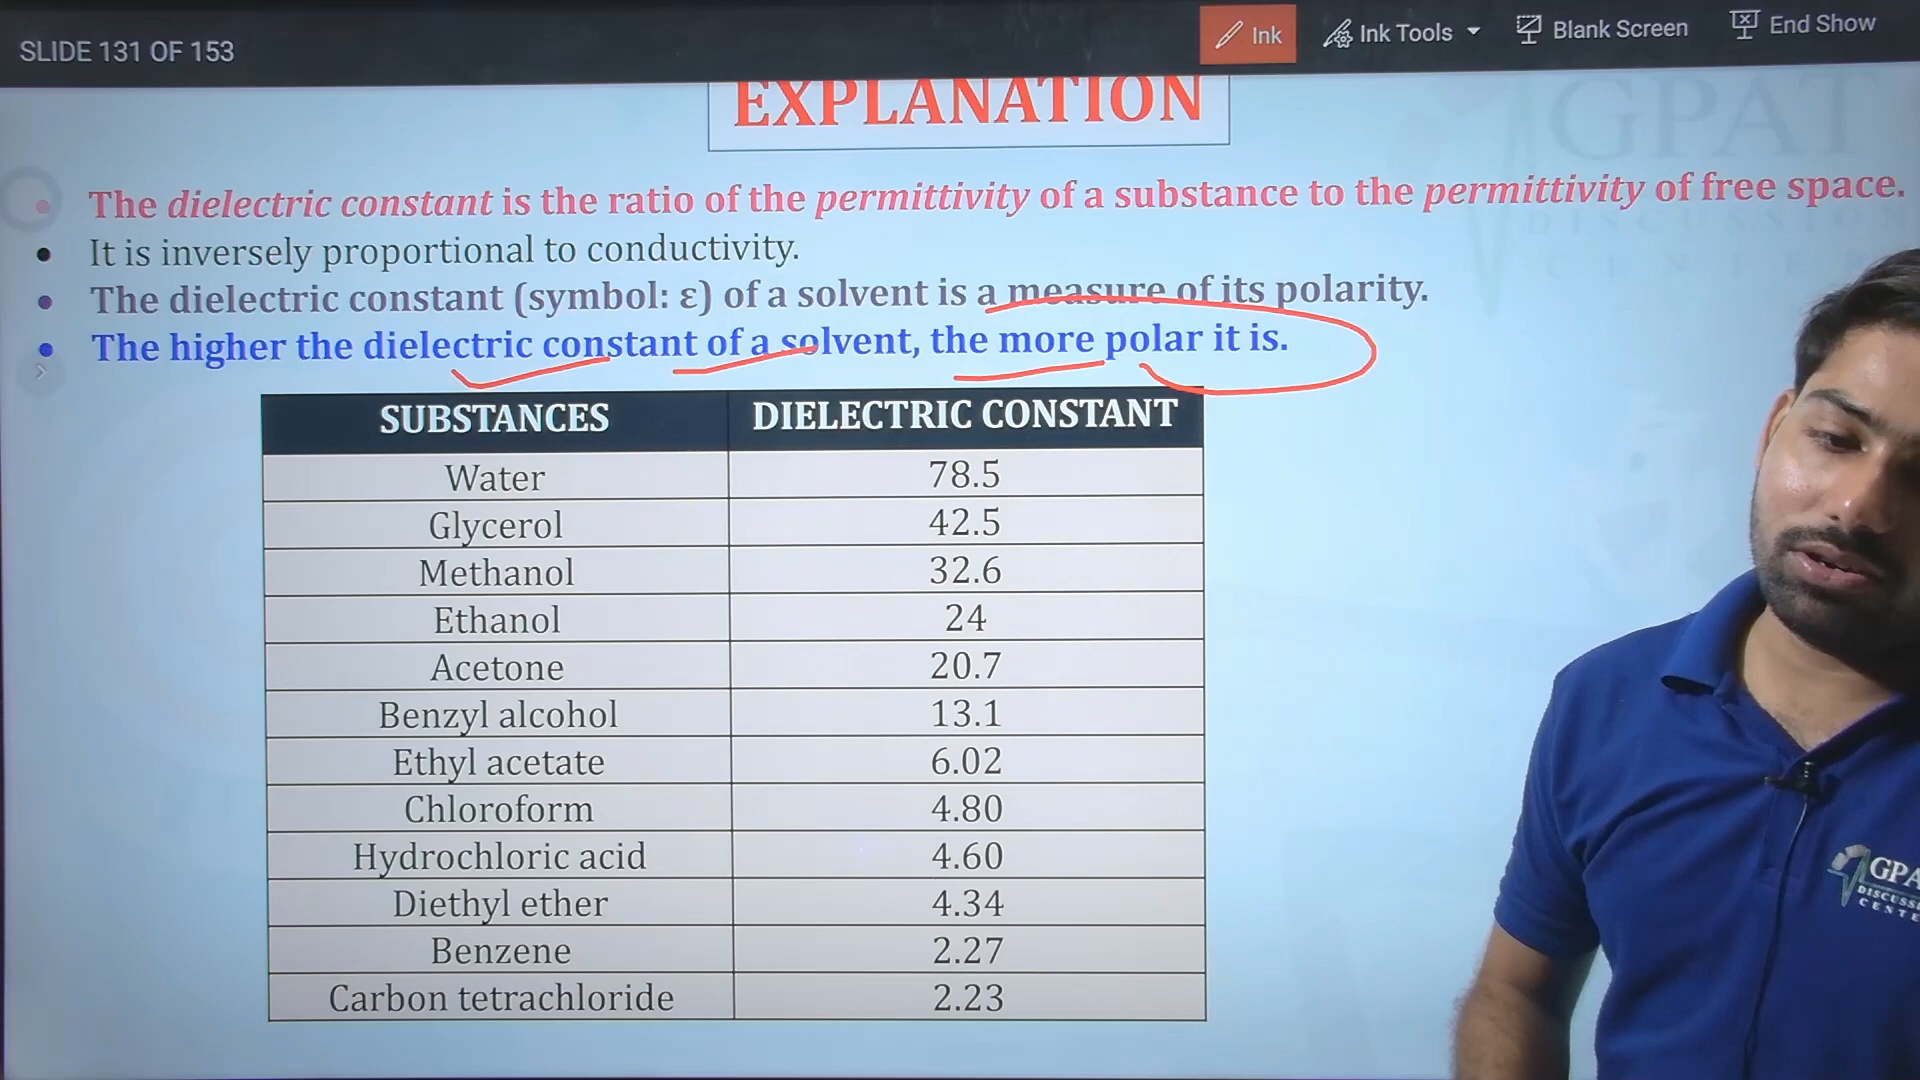 SLIDE 131 OF 153
Ink
Ink Tools
Blank Screen
End Show
EXPLANATION
GPAT
DISCUSSION
CENTER
• The dielectric constant is the ratio of the permittivity of a substance to the permittivity of free space.
• It is inversely proportional to conductivity.
• The dielectric constant (symbol: ε) of a solvent is a measure of its polarity.
• The higher the dielectric constant of a solvent, the more polar it is.
SUBSTANCES DIELECTRIC CONSTANT
Water 78.5
Glycerol 42.5
Methanol 32.6
Ethanol 24
Acetone 20.7
Benzyl alcohol 13.1
Ethyl acetate 6.02
Chloroform 4.80
Hydrochloric acid 4.60
Diethyl ether 4.34
Benzene 2.27
Carbon tetrachloride 2.23
GPA
DISCUSS
CENTE